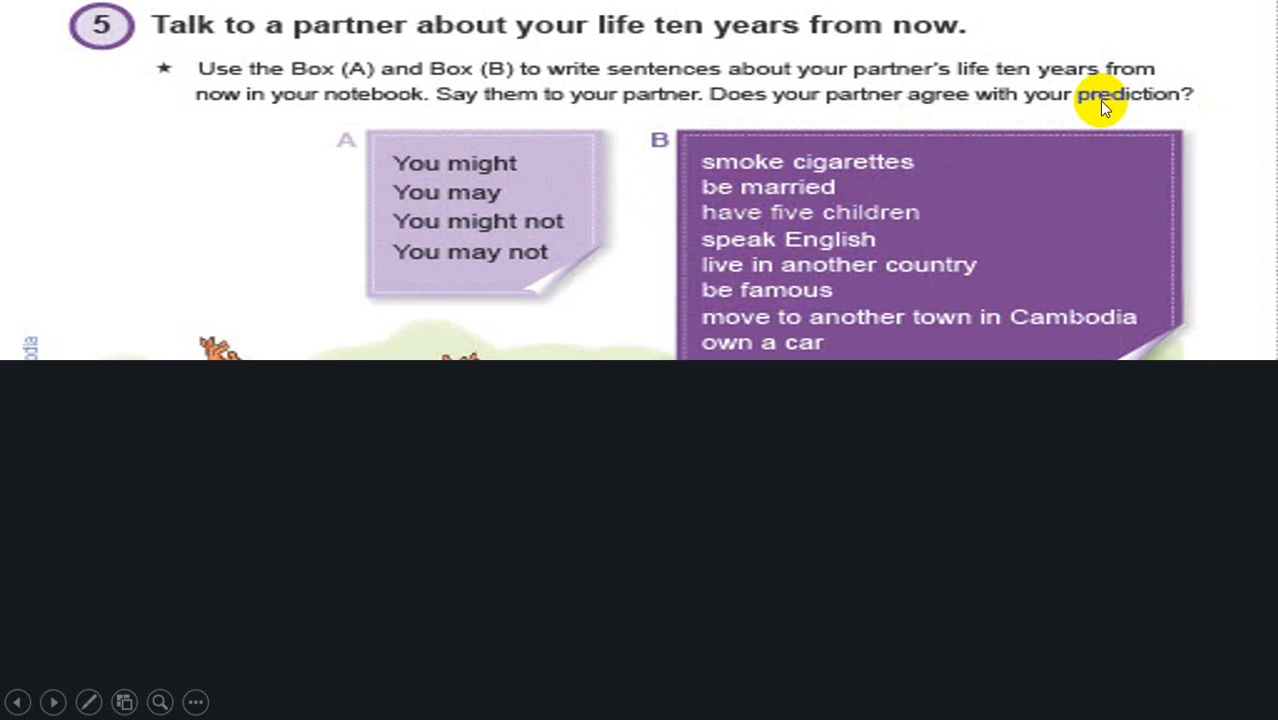 5 Talk to a partner about your life ten years from now.
★ Use the Box (A) and Box (B) to write sentences about your partner's life ten years from
now in your notebook. Say them to your partner. Does your partner agree with your prediction?
A
You might
You may
You might not
You may not
B
smoke cigarettes
be married
have five children
speak English
live in another country
be famous
move to another town in Cambodia
own a car